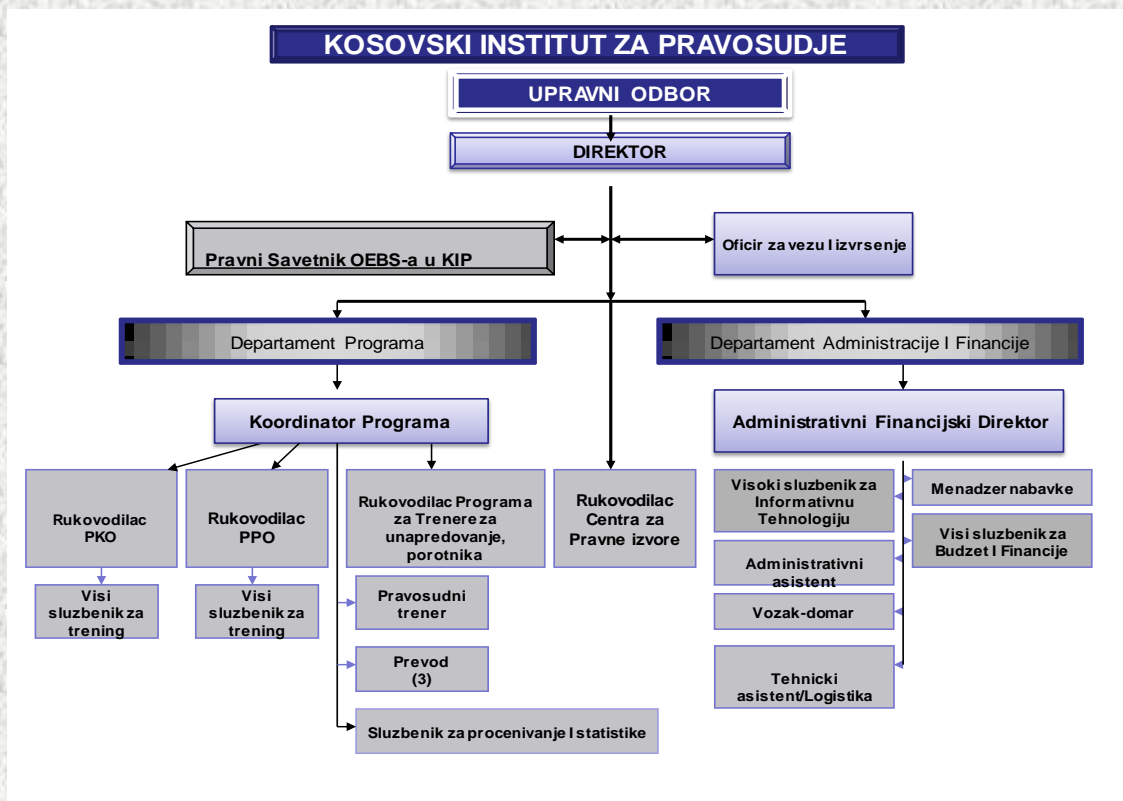 KOSOVSKI INSTITUT ZA PRAVOSUDJE
UPRAVNI ODBOR
DIREKTOR
Pravni Savetnik OEBS-a u KIP
Oficir za vezu I izvrsenje
Departament Programa
Departament Administracije I Financije
Koordinator Programa
Administrativni Financijski Direktor
Rukovodilac
PKO
Rukovodilac
PPO
Rukovodilac Programa
za Trenere za
unapredovanje,
porotnika
Rukovodilac
Centra za
Pravne izvore
Visoki sluzbenik za
Informativnu
Tehnologiju
Menadzer nabavke
Visi sluzbenik za
Budzet I Financije
Administrativni
asistent
Visi
sluzbenik za
trening
Visi
sluzbenik za
trening
Pravosudni
trener
Vozak-domar
Prevod
(3)
Tehnicki
asistent/Logistika
Sluzbenik za procenivanje I statistike